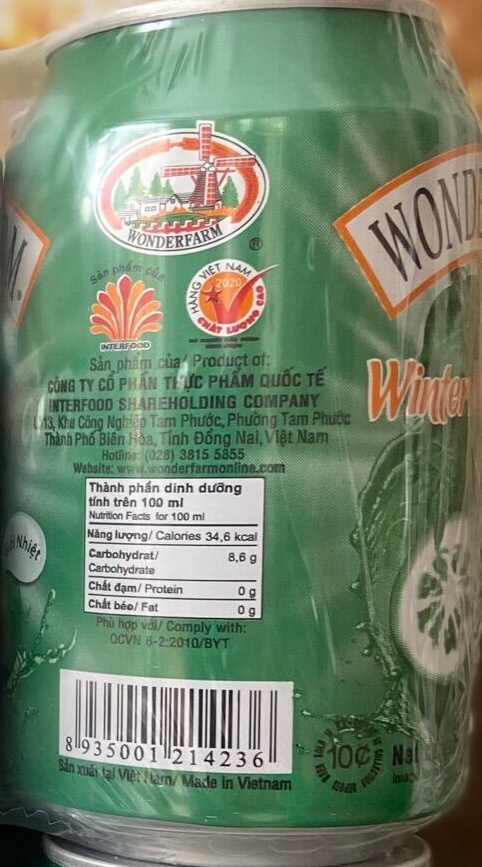 WONDERFARM
®
Sản phẩm của
INTERFOOD
HÀNG VIỆT NAM
2020
CHẤT LƯỢNG CAO
Sản phẩm của/ Product of:
CÔNG TY CỔ PHẦN THỰC PHẨM QUỐC TẾ
INTERFOOD SHAREHOLDING COMPANY
13, Khu Công Nghiệp Tam Phước, Phường Tam Phước
Thành Phố Biên Hòa, Tỉnh Đồng Nai, Việt Nam
Hotline: (028) 3815 5855
Website: www.wonderfarmonline.com
Thành phần dinh dưỡng
tính trên 100 ml
Nutrition Facts for 100 ml
Năng lượng/ Calories 34,6 kcal
Carbohydrat/ 8,6 g
Carbohydrate
Chất đạm/ Protein 0 g
Chất béo/ Fat 0 g
Phù hợp với/ Comply with:
QCVN 6-2:2010/BYT
8 935001 214236
Sản xuất tại Việt Nam/ Made in Vietnam
WOND
Winter
Nhiệt
M.
10¢